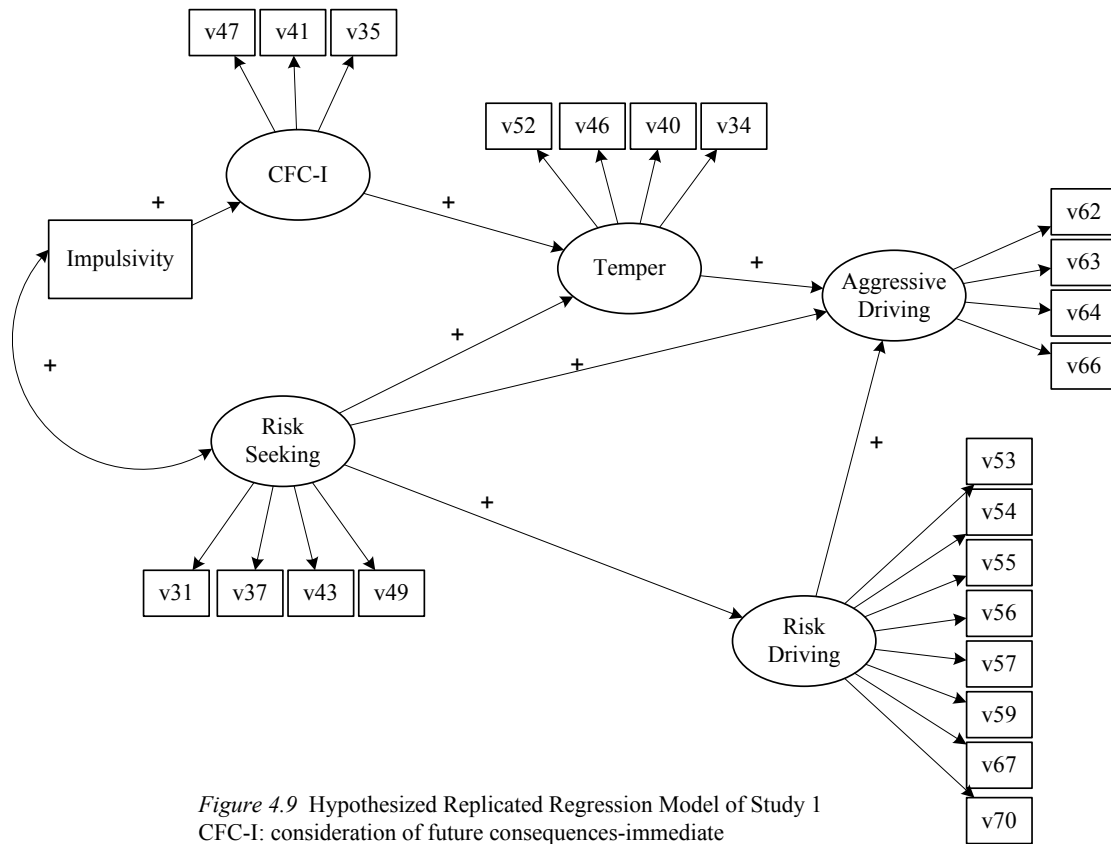 v47
v41
v35
v52
v46
v40
v34
CFC-I
+
+
v62
Impulsivity
Temper
+
v63
Aggressive
Driving
v64
+
+
+
v66
Risk
Seeking
+
v53
+
v54
v31
v37
v43
v49
v55
v56
Risk
Driving
v57
v59
v67
v70
Figure 4.9 Hypothesized Replicated Regression Model of Study 1
CFC-I: consideration of future consequences-immediate